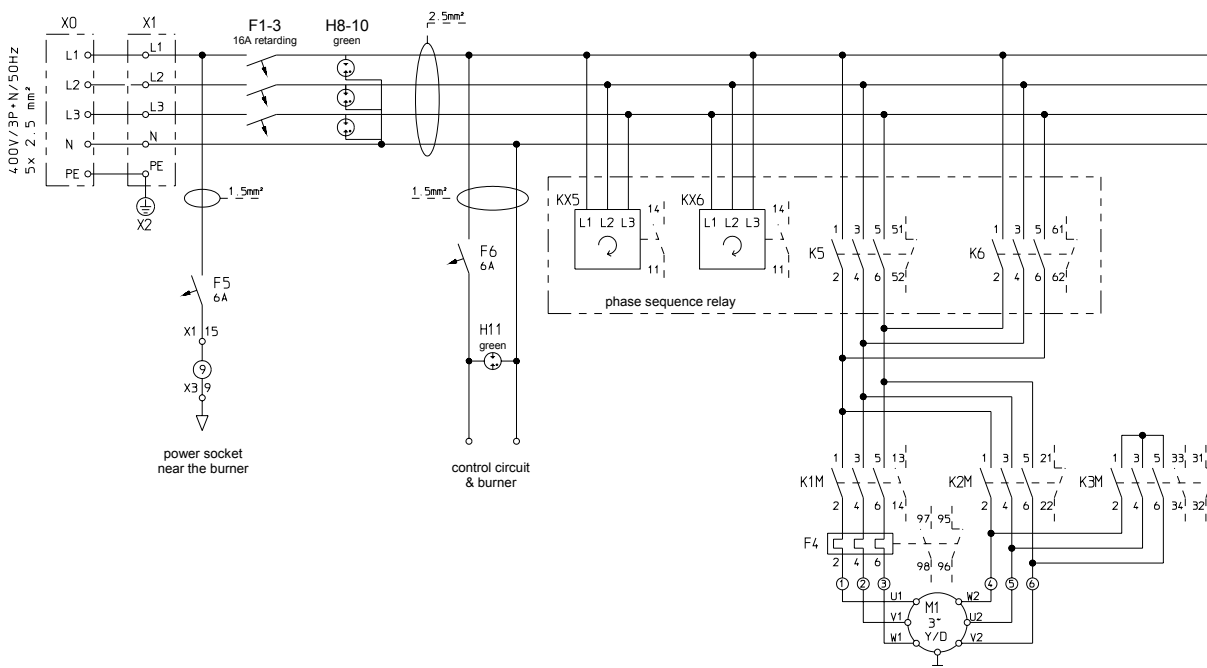 X0
X1
F1-3
16A retarding
H8-10
green
2.5mm²
400V/3P+N/50Hz
5x 2.5 mm²
L1 L1
L2 L2
L3 L3
N N
PE PE
X2
1.5mm²
1.5mm²
F5
6A
X1 15
9
X3 9
power socket
near the burner
F6
6A
H11
green
control circuit
& burner
KX5
L1 L2 L3
14
11
KX6
L1 L2 L3
14
11
phase sequence relay
K5
1 3 5 51
2 4 6 52
K6
1 3 5 61
2 4 6 62
K1M
1 3 5 13
2 4 6 14
K2M
1 3 5 21
2 4 6 22
K3M
1 3 5 33 31
2 4 6 34 32
F4
97 95
2 4 6
98 96
1 2 3 4 5 6
U1 W2
V1 U2
W1 V2
M1
3~
Y/D